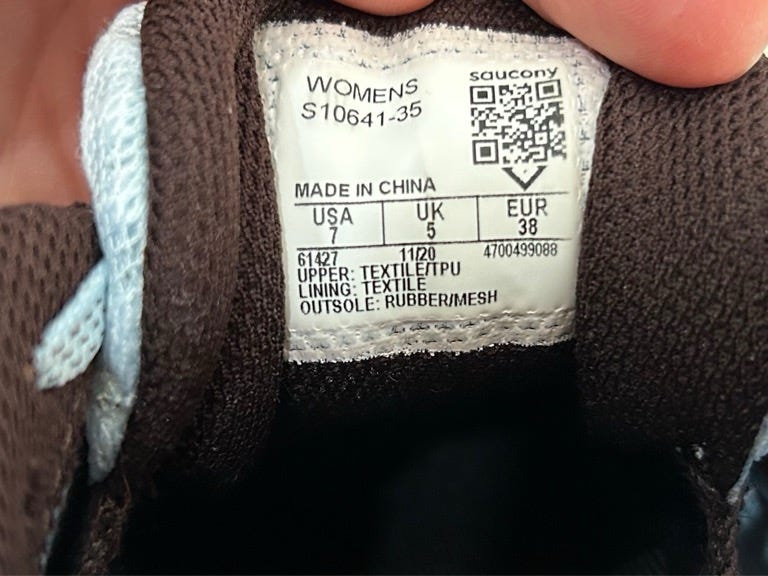 WOMENS
S10641-35
saucony
MADE IN CHINA
USA UK EUR
7 5 38
61427 11/20 4700499088
UPPER: TEXTILE/TPU
LINING: TEXTILE
OUTSOLE: RUBBER/MESH